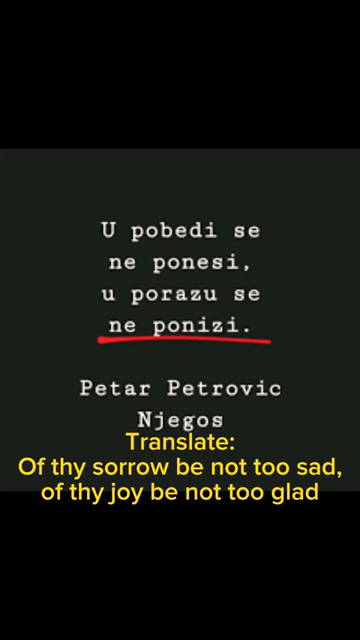 U pobedi se
ne ponesi,
u porazu se
ne ponizi.
Petar Petrovic
Njegos
Translate:
Of thy sorrow be not too sad,
of thy joy be not too glad